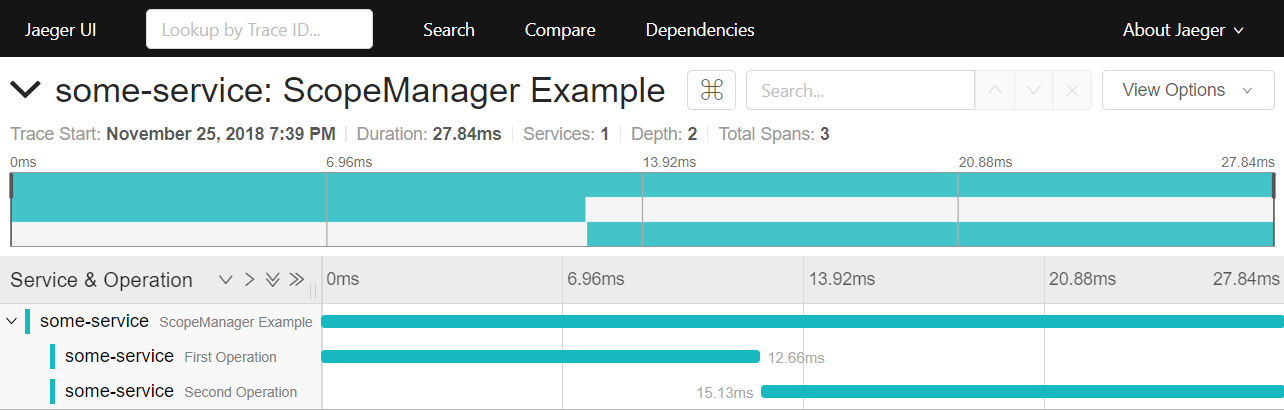 Jaeger UI Lookup by Trace ID... Search Compare Dependencies About Jaeger
some-service: ScopeManager Example ⌘ Search... View Options
Trace Start: November 25, 2018 7:39 PM Duration: 27.84ms Services: 1 Depth: 2 Total Spans: 3
0ms 6.96ms 13.92ms 20.88ms 27.84ms
Service & Operation 0ms 6.96ms 13.92ms 20.88ms 27.84ms
some-service ScopeManager Example
some-service First Operation 12.66ms
some-service Second Operation 15.13ms